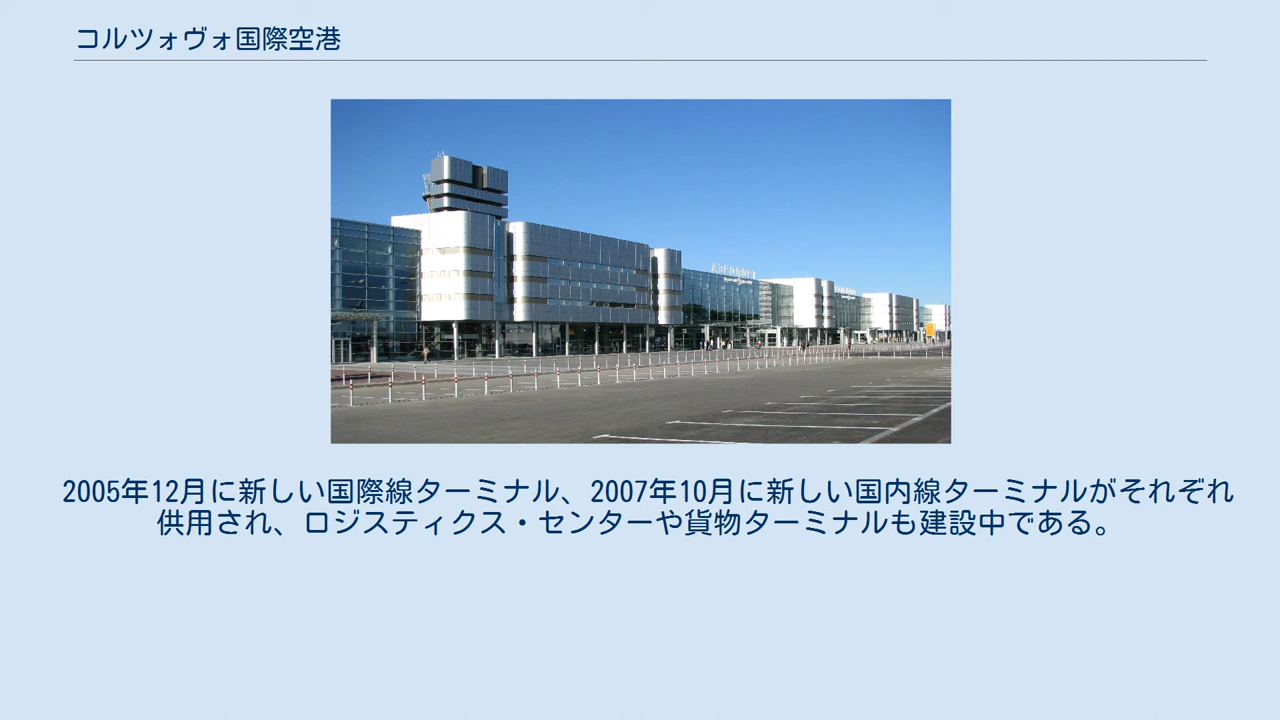 コルツォヴォ国際空港
2005年12月に新しい国際線ターミナル、2007年10月に新しい国内線ターミナルがそれぞれ
供用され、ロジスティクス・センターや貨物ターミナルも建設中である。